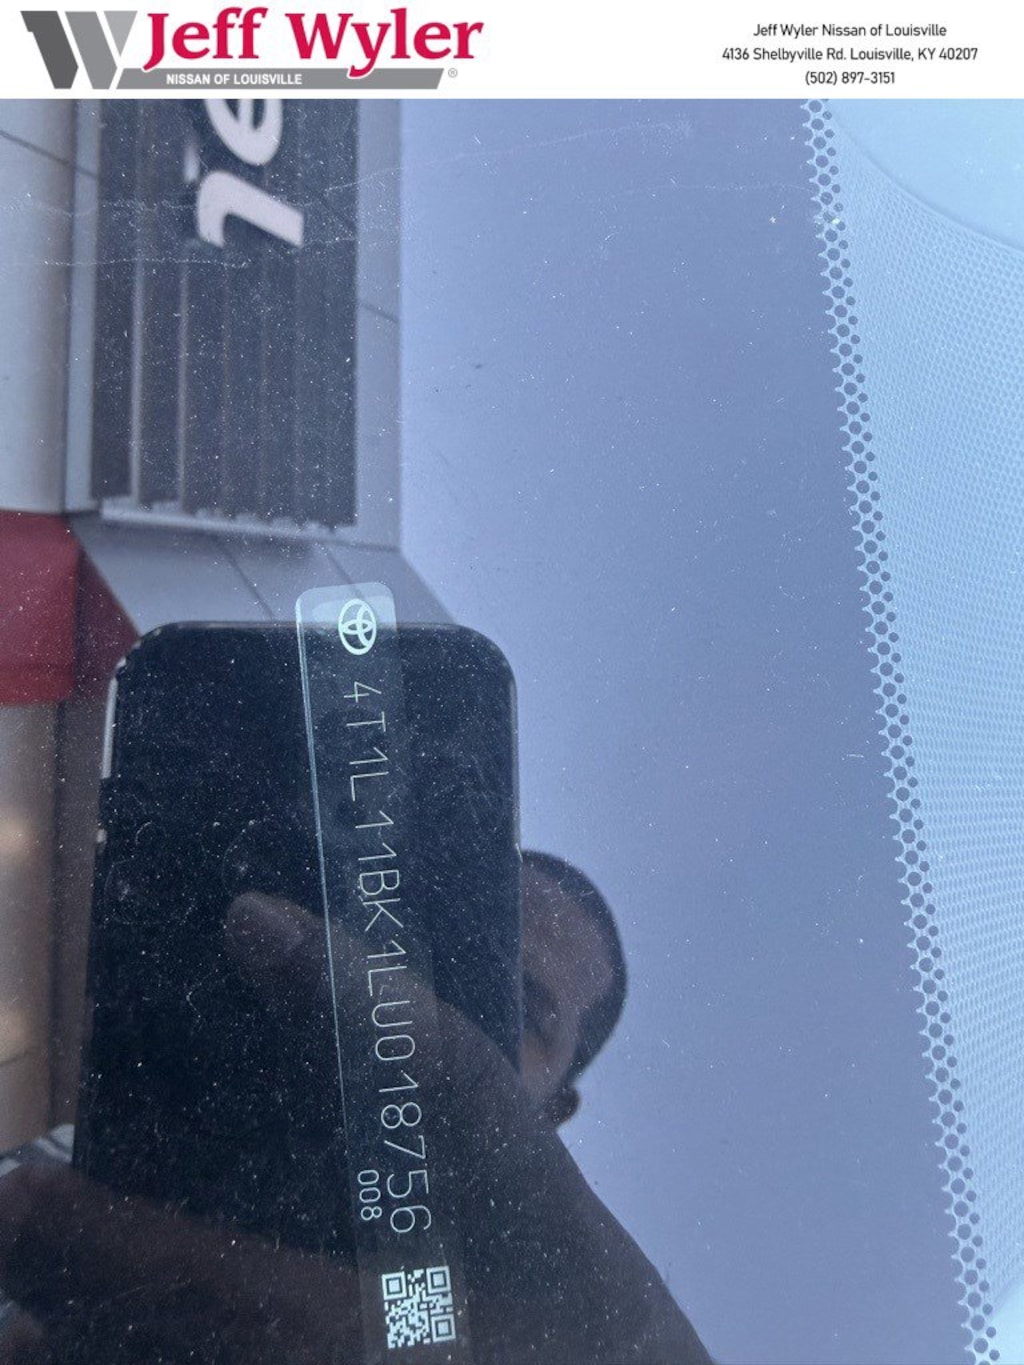 Jeff Wyler
NISSAN OF LOUISVILLE
®
Jeff Wyler Nissan of Louisville
4136 Shelbyville Rd. Louisville, KY 40207
(502) 897-3151
4T1L11BK1LU018756
008